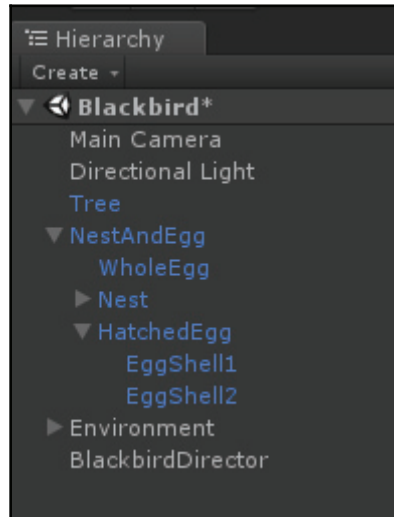 Hierarchy
Create
Blackbird*
Main Camera
Directional Light
Tree
NestAndEgg
WholeEgg
Nest
HatchedEgg
EggShell1
EggShell2
Environment
BlackbirdDirector